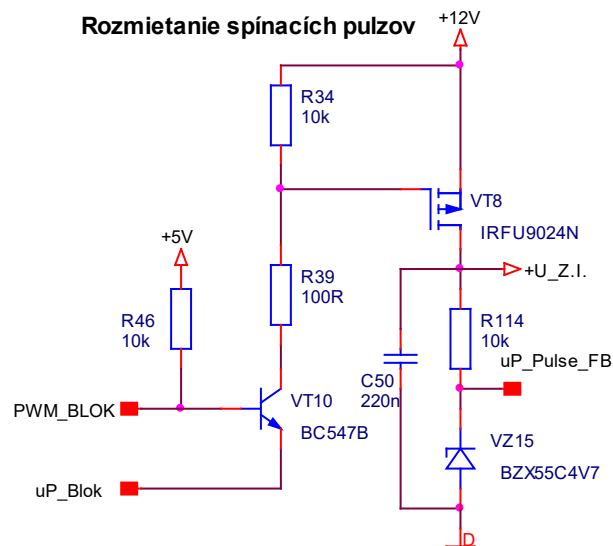 Rozmietanie spínacích pulzov
+12V
R34
10k
VT8
IRFU9024N
+5V
+U_Z.I.
R39
100R
R46
10k
R114
10k
uP_Pulse_FB
C50
220n
PWM_BLOK
VT10
BC547B
VZ15
BZX55C4V7
uP_Blok
D